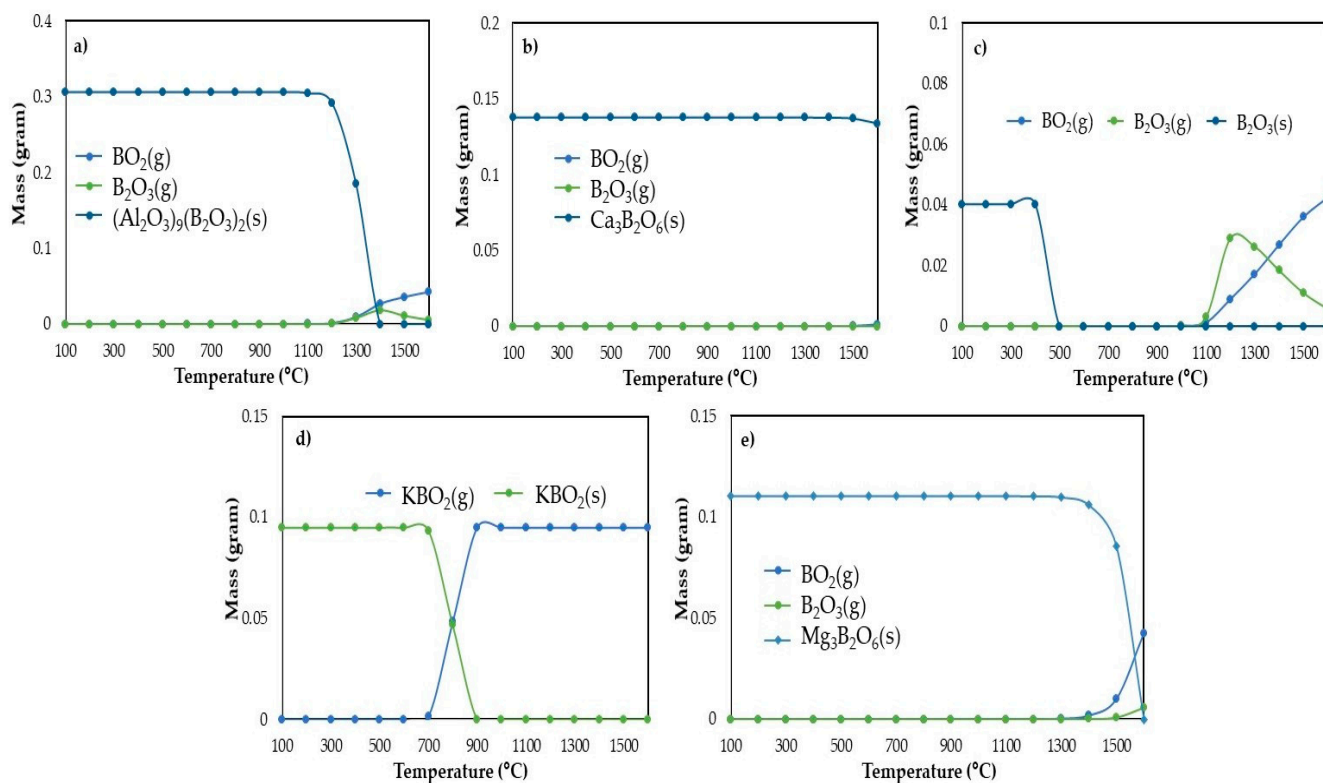 a)
Mass (gram)
0.4
0.3
0.2
0.1
0
BO₂(g)
B₂O₃(g)
(Al₂O₃)₉(B₂O₃)₂(s)
100 300 500 700 900 1100 1300 1500
Temperature (°C)
b)
Mass (gram)
0.2
0.15
0.1
0.05
0
BO₂(g)
B₂O₃(g)
Ca₃B₂O₆(s)
100 300 500 700 900 1100 1300 1500
Temperature (°C)
c)
Mass (gram)
0.1
0.08
0.06
0.04
0.02
0
BO₂(g) B₂O₃(g) B₂O₃(s)
100 300 500 700 900 1100 1300 1500
Temperature (°C)
d)
Mass (gram)
0.15
0.1
0.05
0
KBO₂(g) KBO₂(s)
100 300 500 700 900 1100 1300 1500
Temperature (°C)
e)
Mass (gram)
0.15
0.1
0.05
0
BO₂(g)
B₂O₃(g)
Mg₃B₂O₆(s)
100 300 500 700 900 1100 1300 1500
Temperature (°C)